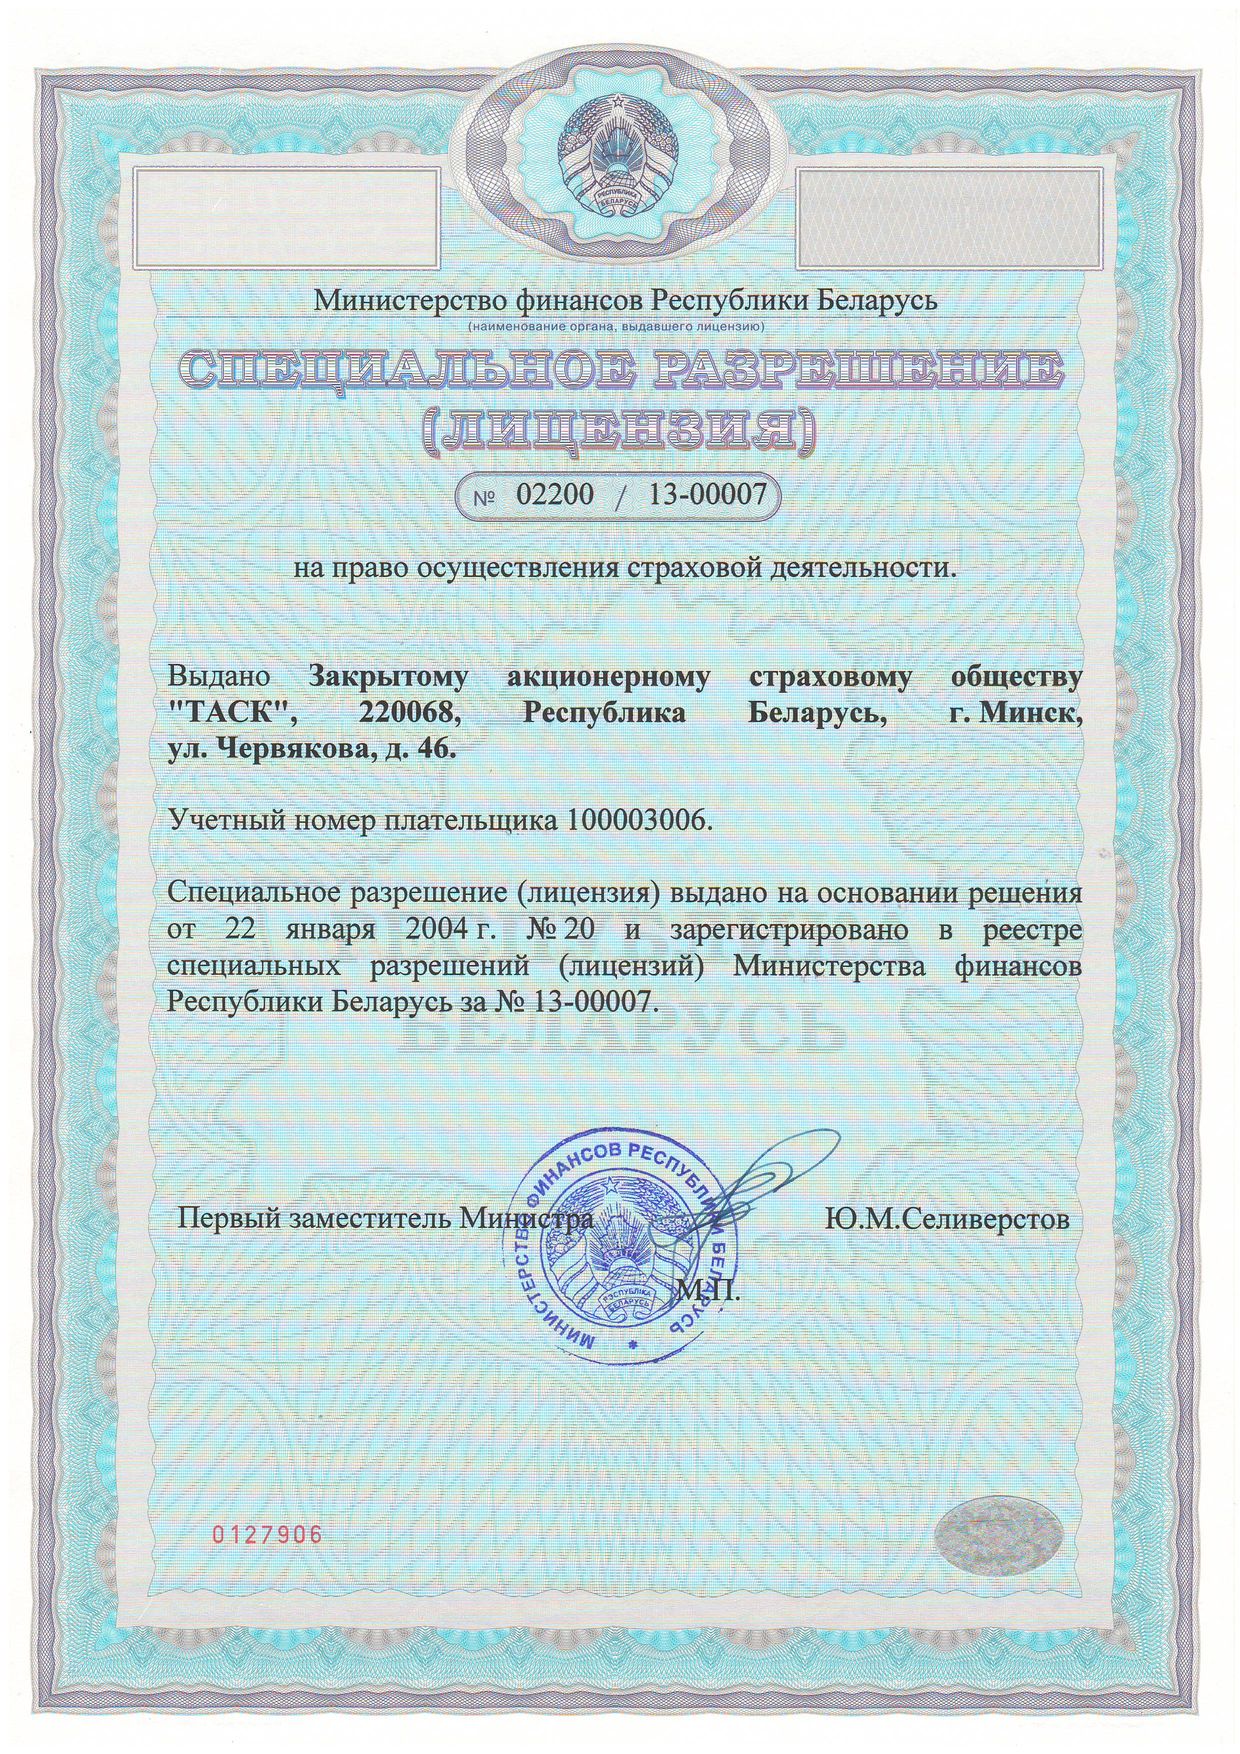 РЭСПУБЛІКА
БЕЛАРУСЬ
Министерство финансов Республики Беларусь
(наименование органа, выдавшего лицензию)
СПЕЦИАЛЬНОЕ РАЗРЕШЕНИЕ
(ЛИЦЕНЗИЯ)
№ 02200 / 13-00007
на право осуществления страховой деятельности.
Выдано Закрытому акционерному страховому обществу
"ТАСК", 220068, Республика Беларусь, г. Минск,
ул. Червякова, д. 46.
Учетный номер плательщика 100003006.
Специальное разрешение (лицензия) выдано на основании решения
от 22 января 2004 г. № 20 и зарегистрировано в реестре
специальных разрешений (лицензий) Министерства финансов
Республики Беларусь за № 13-00007.
БЕЛАРУСЬ
МИНИСТЕРСТВО ФИНАНСОВ РЕСПУБЛИКИ БЕЛАРУСЬ
Первый заместитель Министра Ю.М.Селиверстов
РЭСПУБЛІКА
БЕЛАРУСЬ
М.П.
0127906